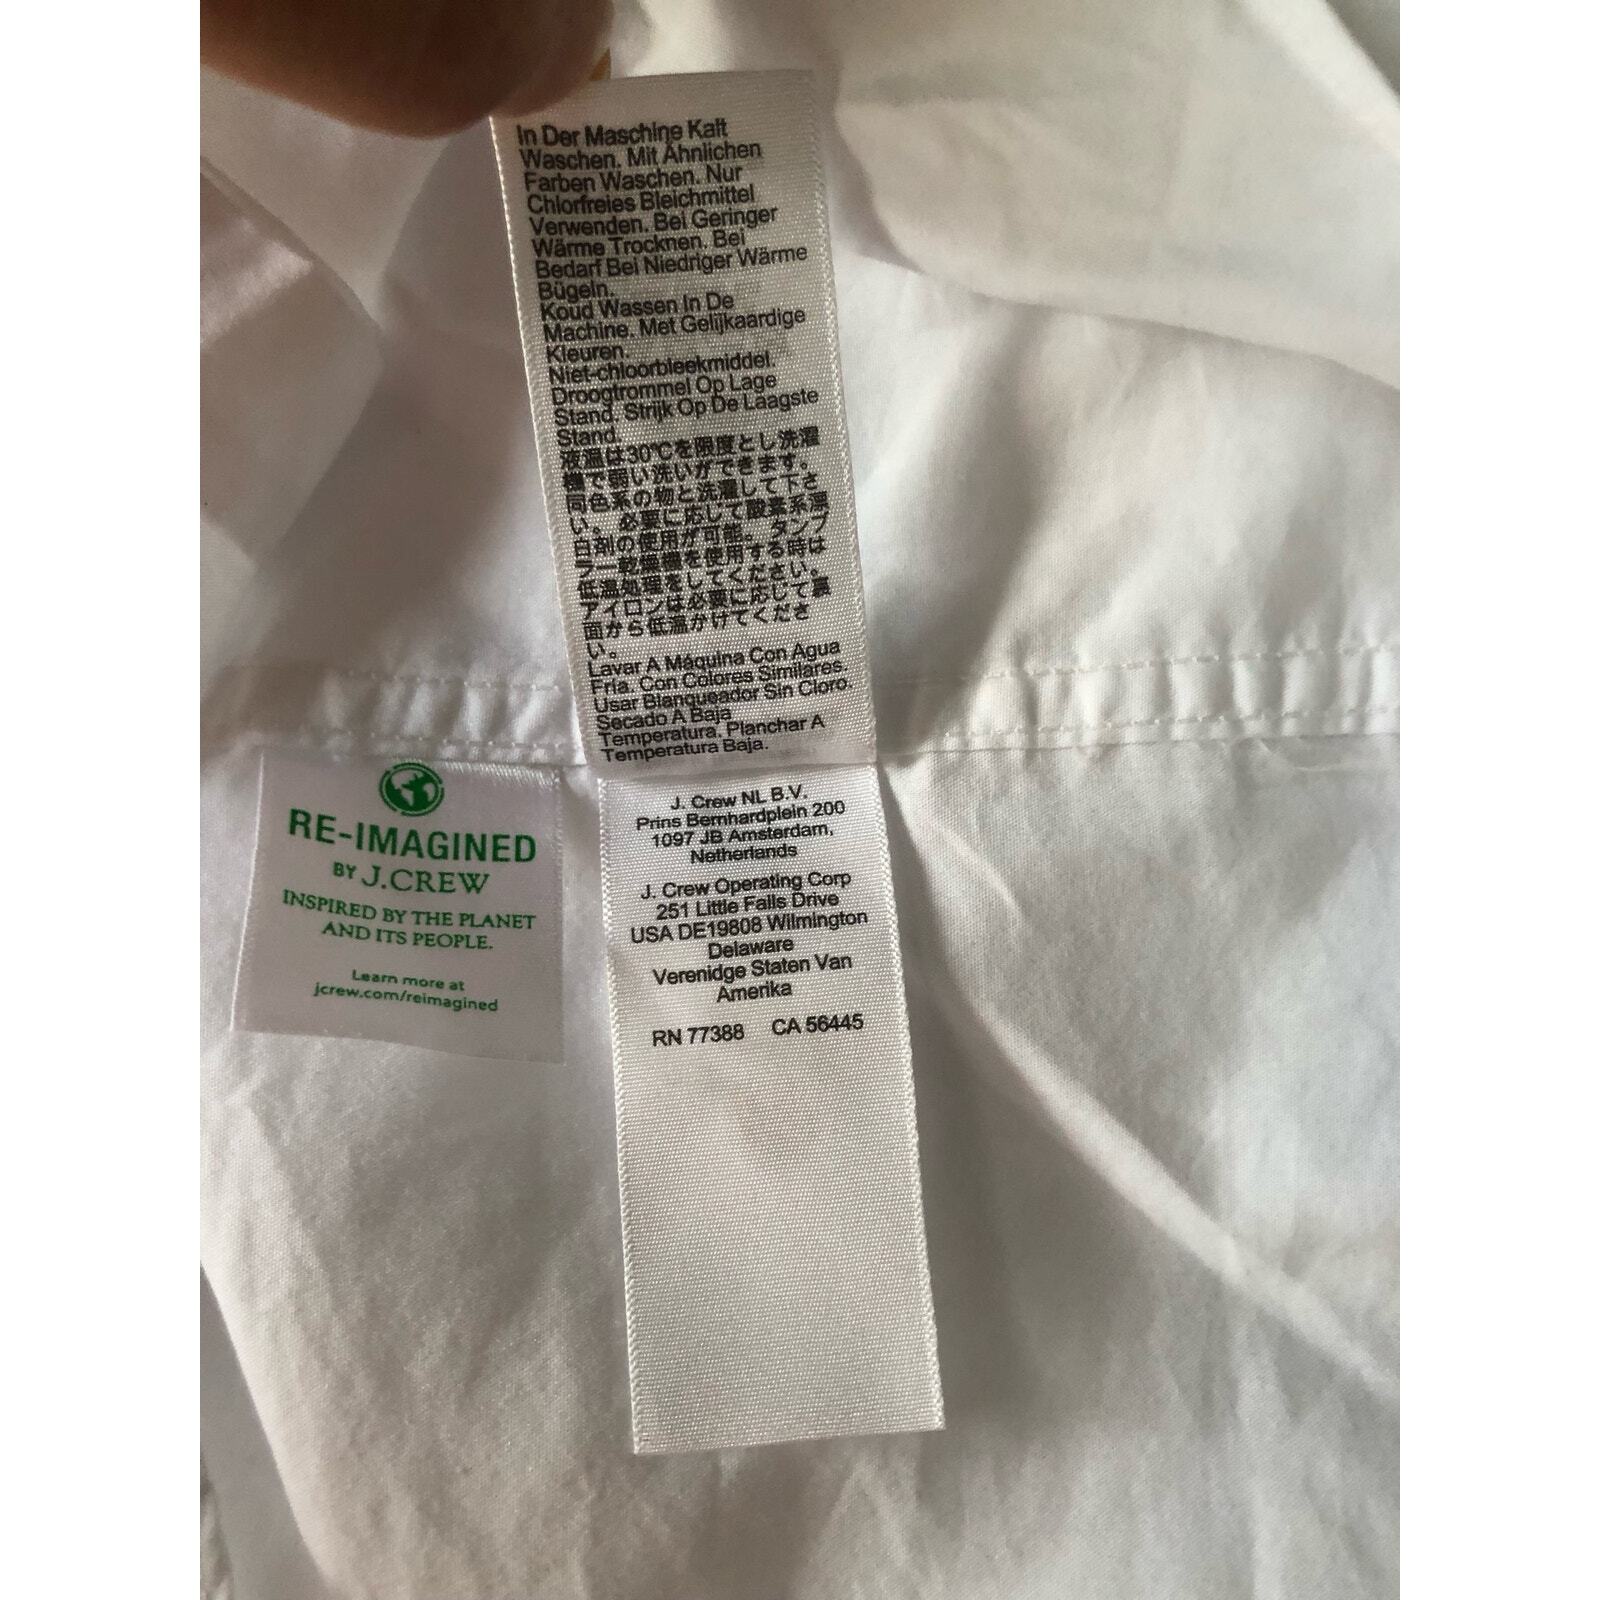 In Der Maschine Kalt
Waschen. Mit Ähnlichen
Farben Waschen. Nur
Chlorfreies Bleichmittel
Verwenden. Bei Geringer
Wärme Trocknen. Bei
Bedarf Bei Niedriger Wärme
Bügeln.
Koud Wassen In De
Machine. Met Gelijkaardige
Kleuren.
Niet-chloorbleekmiddel.
Droogtrommel Op Lage
Stand. Strijk Op De Laagste
Stand.
液温は30℃を限度とし洗濯
機で弱い洗いができます。
同色系の物と洗濯して下さ
い。 必要に応じて酸素系漂
白剤の使用が可能。 タンブ
ラー乾燥機を使用する時は
低温処理をしてください。
アイロンは必要に応じて裏
面から低温かけてくださ
い。
Lavar A Máquina Con Agua
Fría. Con Colores Similares.
Usar Blanqueador Sin Cloro.
Secado A Baja
Temperatura. Planchar A
Temperatura Baja.
RE-IMAGINED
BY J.CREW
INSPIRED BY THE PLANET
AND ITS PEOPLE.
Learn more at
jcrew.com/reimagined
J. Crew NL B.V.
Prins Bernhardplein 200
1097 JB Amsterdam,
Netherlands
J. Crew Operating Corp
251 Little Falls Drive
USA DE19808 Wilmington
Delaware
Verenidge Staten Van
Amerika
RN 77388 CA 56445